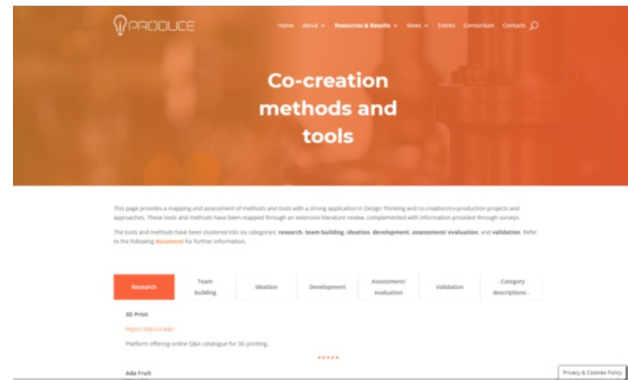 PRODUCE
Home About Resources & Results News Events Consortium Contacts
Co-creation
methods and
tools
This page provides a mapping and assessment of methods and tools with a strong application in Design Thinking and co-creation/co-production projects and
approaches. These tools and methods have been mapped through an extensive literature review, complemented with information provided through surveys.
The tools and methods have been clustered into six categories: research, team building, ideation, development, assessment/ evaluation, and validation. Refer
to the following document for further information.
Research
Team
building
Ideation
Development
Assessment/
evaluation
Validation
- Category
descriptions -
3D Print
Platform offering online Q&A catalogue for 3D printing.
Ada Fruit
Privacy & Cookies Policy